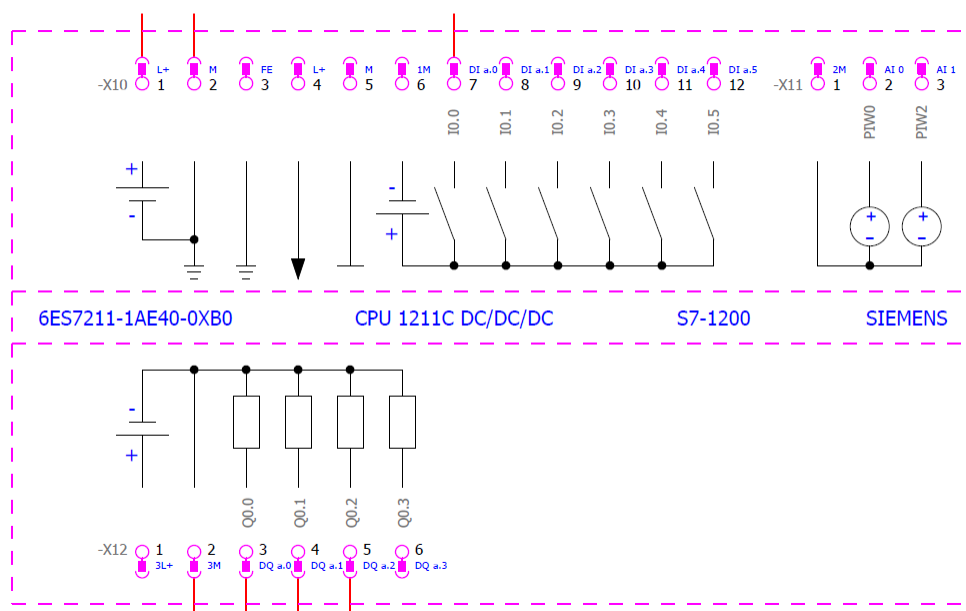 L+ M FE L+ M 1M DI a.0 DI a.1 DI a.2 DI a.3 DI a.4 DI a.5 2M AI 0 AI 1
-X10 1 2 3 4 5 6 7 8 9 10 11 12 -X11 1 2 3
I0.0 I0.1 I0.2 I0.3 I0.4 I0.5 PIW0 PIW2
+ - + +
- + - -
6ES7211-1AE40-0XB0 CPU 1211C DC/DC/DC S7-1200 SIEMENS
-
+
Q0.0 Q0.1 Q0.2 Q0.3
-X12 1 2 3 4 5 6
3L+ 3M DQ a.0 DQ a.1 DQ a.2 DQ a.3